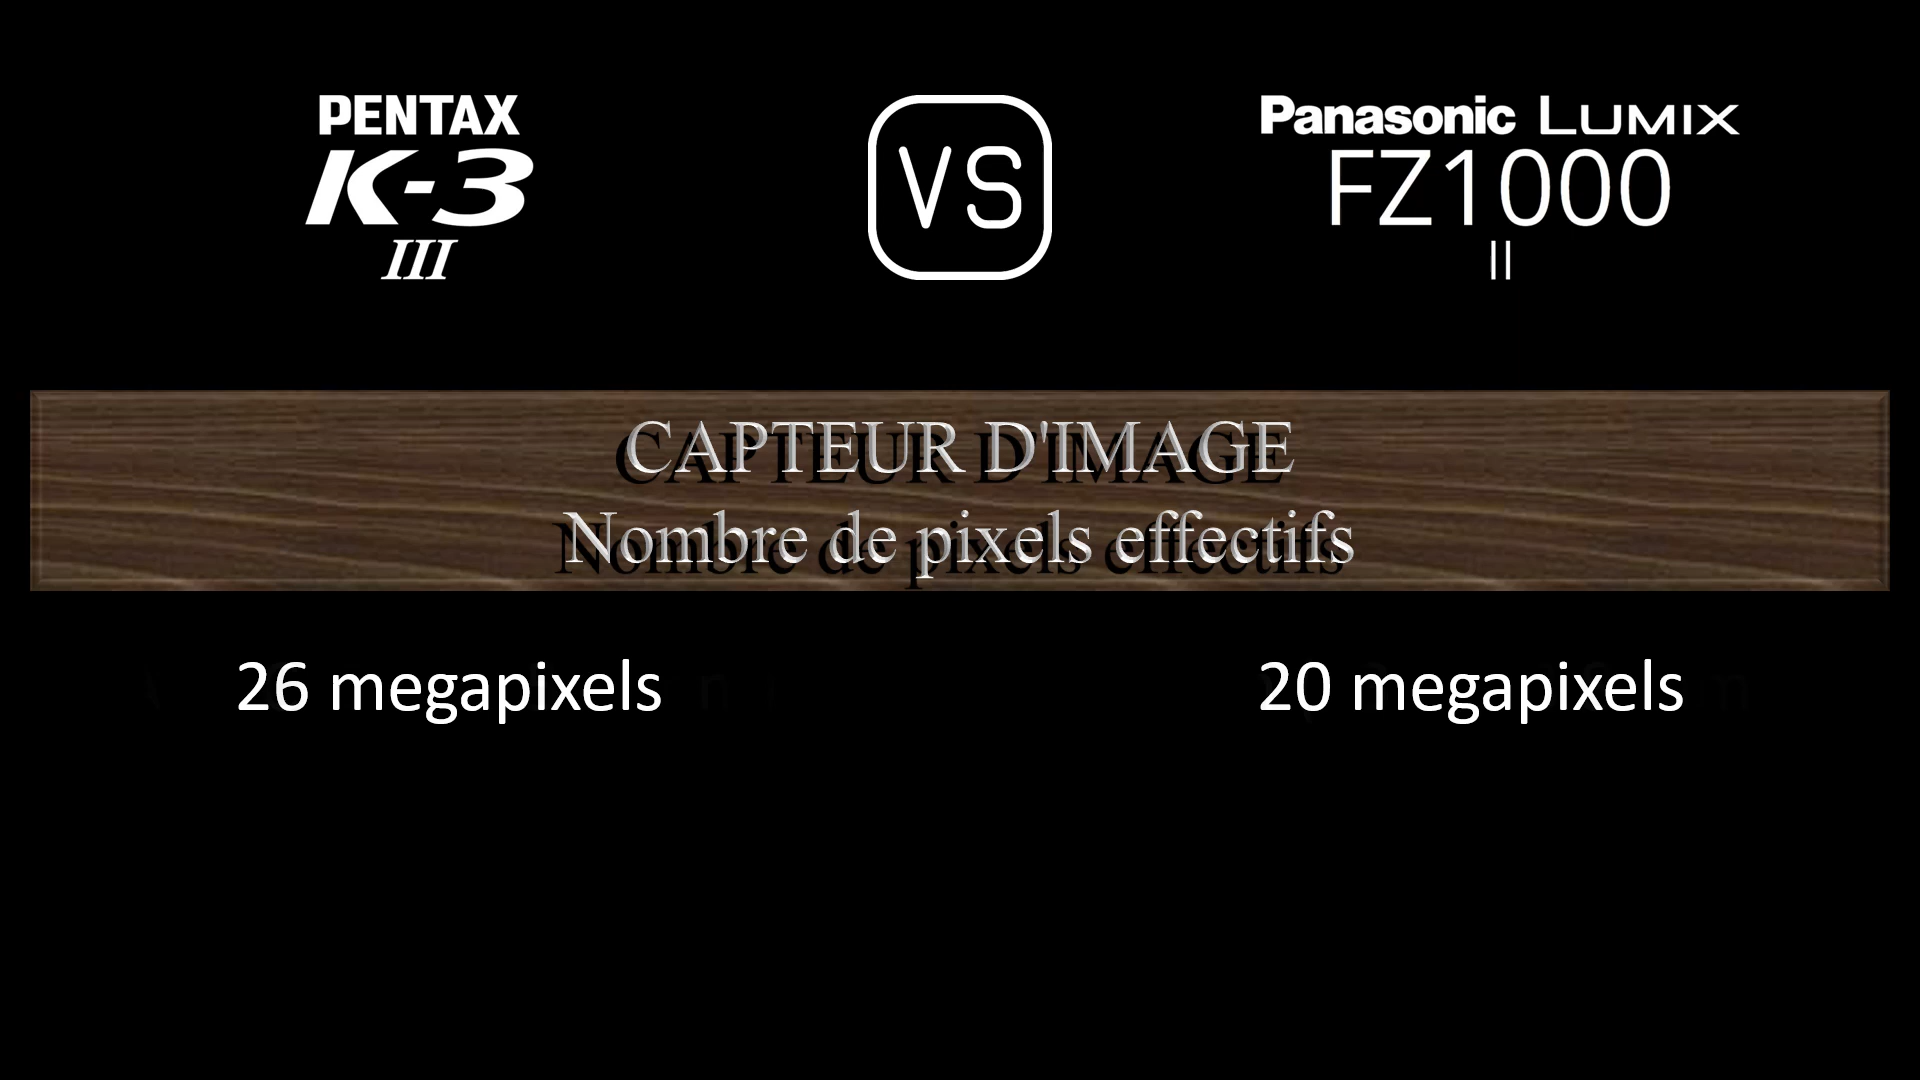 PENTAX
K-3
III
VS
Panasonic LUMIX
FZ1000
II
CAPTEUR D'IMAGE
Nombre de pixels effectifs
26 megapixels
20 megapixels